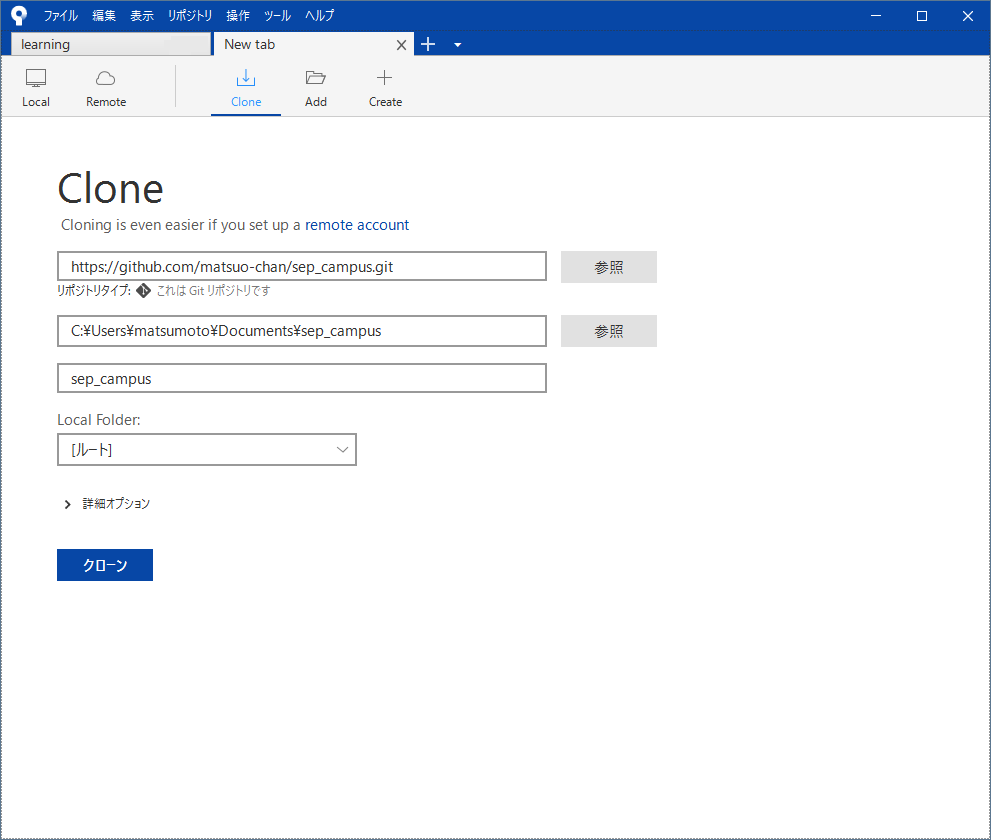 ファイル 編集 表示 リポジトリ 操作 ツール ヘルプ
learning New tab
Local Remote Clone Add Create
Clone
Cloning is even easier if you set up a remote account
https://github.com/matsuo-chan/sep_campus.git 参照
リポジトリタイプ: これは Git リポジトリです
C:¥Users¥matsumoto¥Documents¥sep_campus 参照
sep_campus
Local Folder:
[ルート]
詳細オプション
クローン